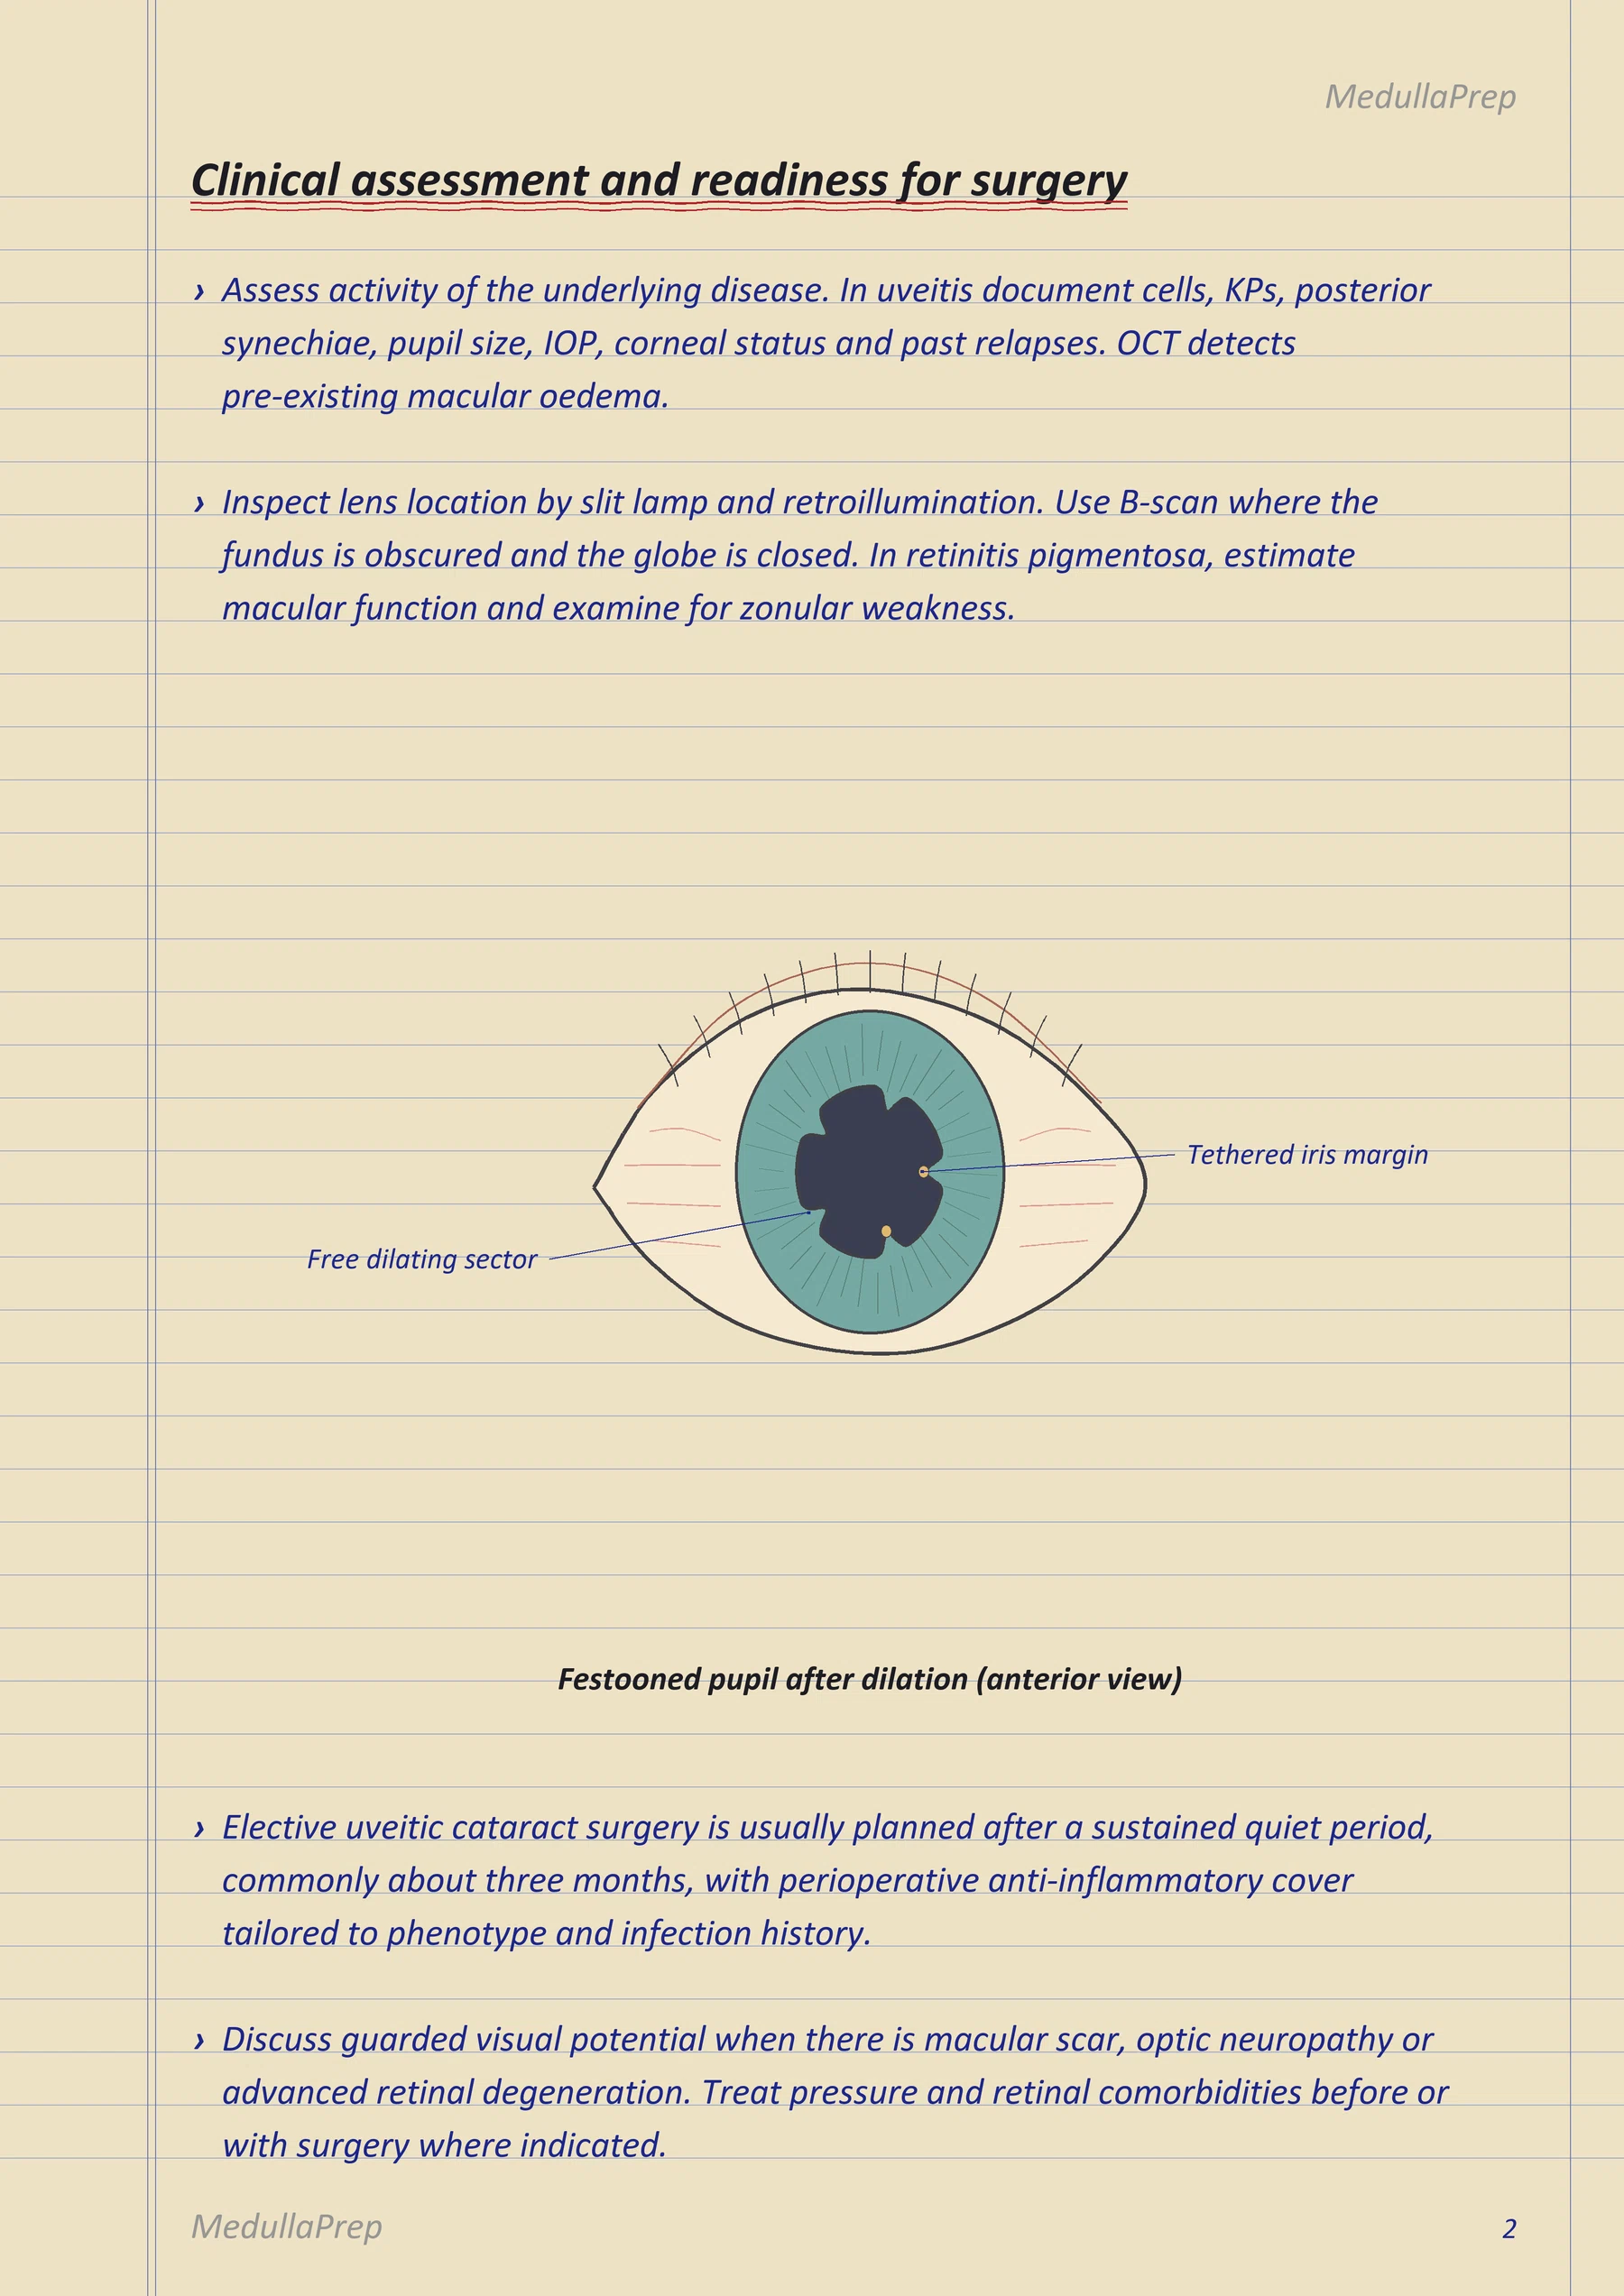 MedullaPrep
Clinical assessment and readiness for surgery
› Assess activity of the underlying disease. In uveitis document cells, KPs, posterior
synechiae, pupil size, IOP, corneal status and past relapses. OCT detects
pre-existing macular oedema.
› Inspect lens location by slit lamp and retroillumination. Use B-scan where the
fundus is obscured and the globe is closed. In retinitis pigmentosa, estimate
macular function and examine for zonular weakness.
Tethered iris margin
Free dilating sector
Festooned pupil after dilation (anterior view)
› Elective uveitic cataract surgery is usually planned after a sustained quiet period,
commonly about three months, with perioperative anti-inflammatory cover
tailored to phenotype and infection history.
› Discuss guarded visual potential when there is macular scar, optic neuropathy or
advanced retinal degeneration. Treat pressure and retinal comorbidities before or
with surgery where indicated.
MedullaPrep
2